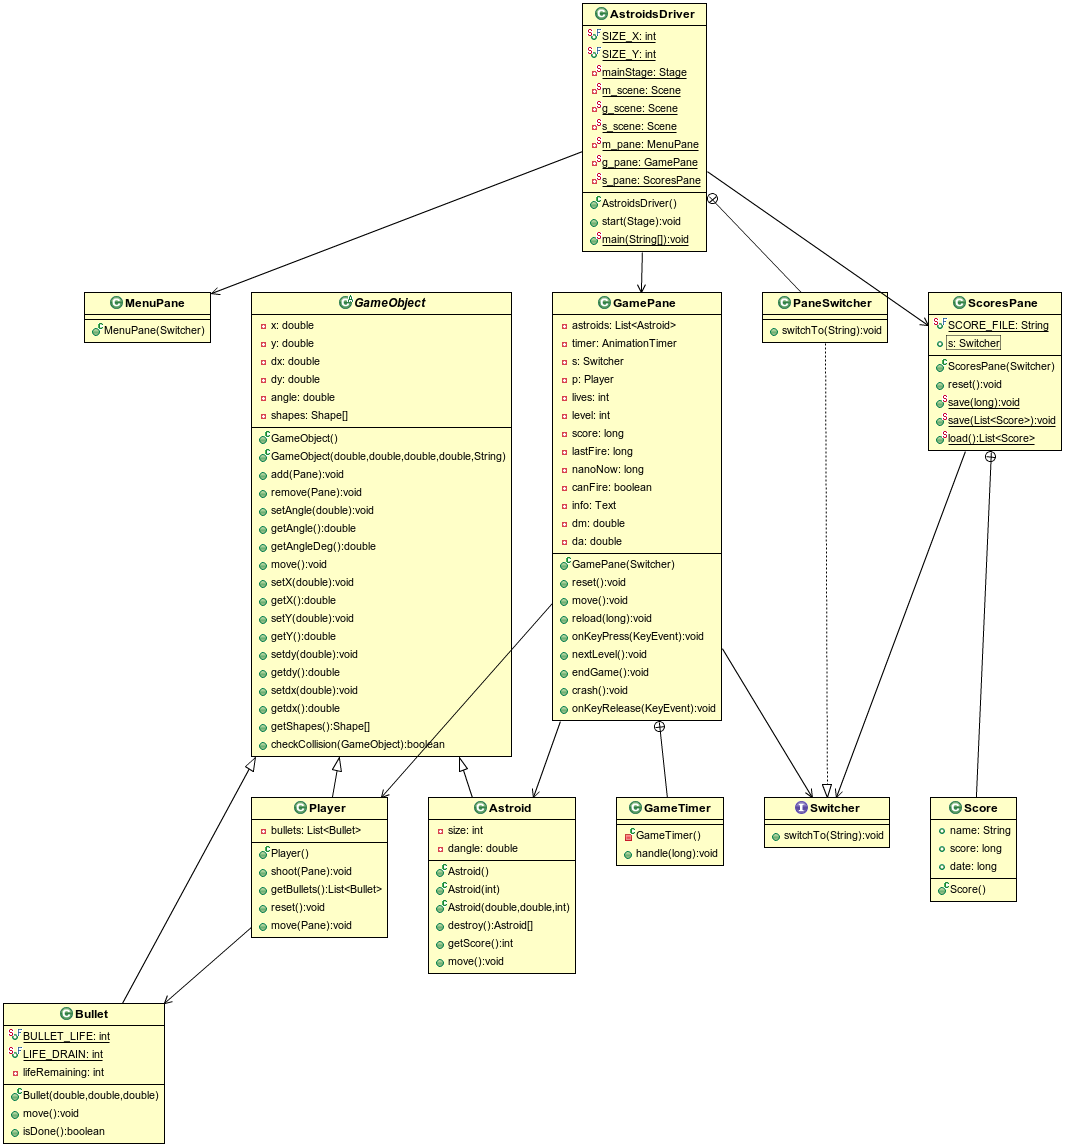 AstroidsDriver
SIZE_X: int
SIZE_Y: int
mainStage: Stage
m_scene: Scene
g_scene: Scene
s_scene: Scene
m_pane: MenuPane
g_pane: GamePane
s_pane: ScoresPane
AstroidsDriver()
start(Stage):void
main(String[]):void
MenuPane
MenuPane(Switcher)
GameObject
x: double
y: double
dx: double
dy: double
angle: double
shapes: Shape[]
GameObject()
GameObject(double,double,double,double,String)
add(Pane):void
remove(Pane):void
setAngle(double):void
getAngle():double
getAngleDeg():double
move():void
setX(double):void
getX():double
setY(double):void
getY():double
setdy(double):void
getdy():double
setdx(double):void
getdx():double
getShapes():Shape[]
checkCollision(GameObject):boolean
GamePane
astroids: List<Astroid>
timer: AnimationTimer
s: Switcher
p: Player
lives: int
level: int
score: long
lastFire: long
nanoNow: long
canFire: boolean
info: Text
dm: double
da: double
GamePane(Switcher)
reset():void
move():void
reload(long):void
onKeyPress(KeyEvent):void
nextLevel():void
endGame():void
crash():void
onKeyRelease(KeyEvent):void
PaneSwitcher
switchTo(String):void
ScoresPane
SCORE_FILE: String
s: Switcher
ScoresPane(Switcher)
reset():void
save(long):void
save(List<Score>):void
load():List<Score>
Player
bullets: List<Bullet>
Player()
shoot(Pane):void
getBullets():List<Bullet>
reset():void
move(Pane):void
Astroid
size: int
dangle: double
Astroid()
Astroid(int)
Astroid(double,double,int)
destroy():Astroid[]
getScore():int
move():void
GameTimer
GameTimer()
handle(long):void
Switcher
switchTo(String):void
Score
name: String
score: long
date: long
Score()
Bullet
BULLET_LIFE: int
LIFE_DRAIN: int
lifeRemaining: int
Bullet(double,double,double)
move():void
isDone():boolean